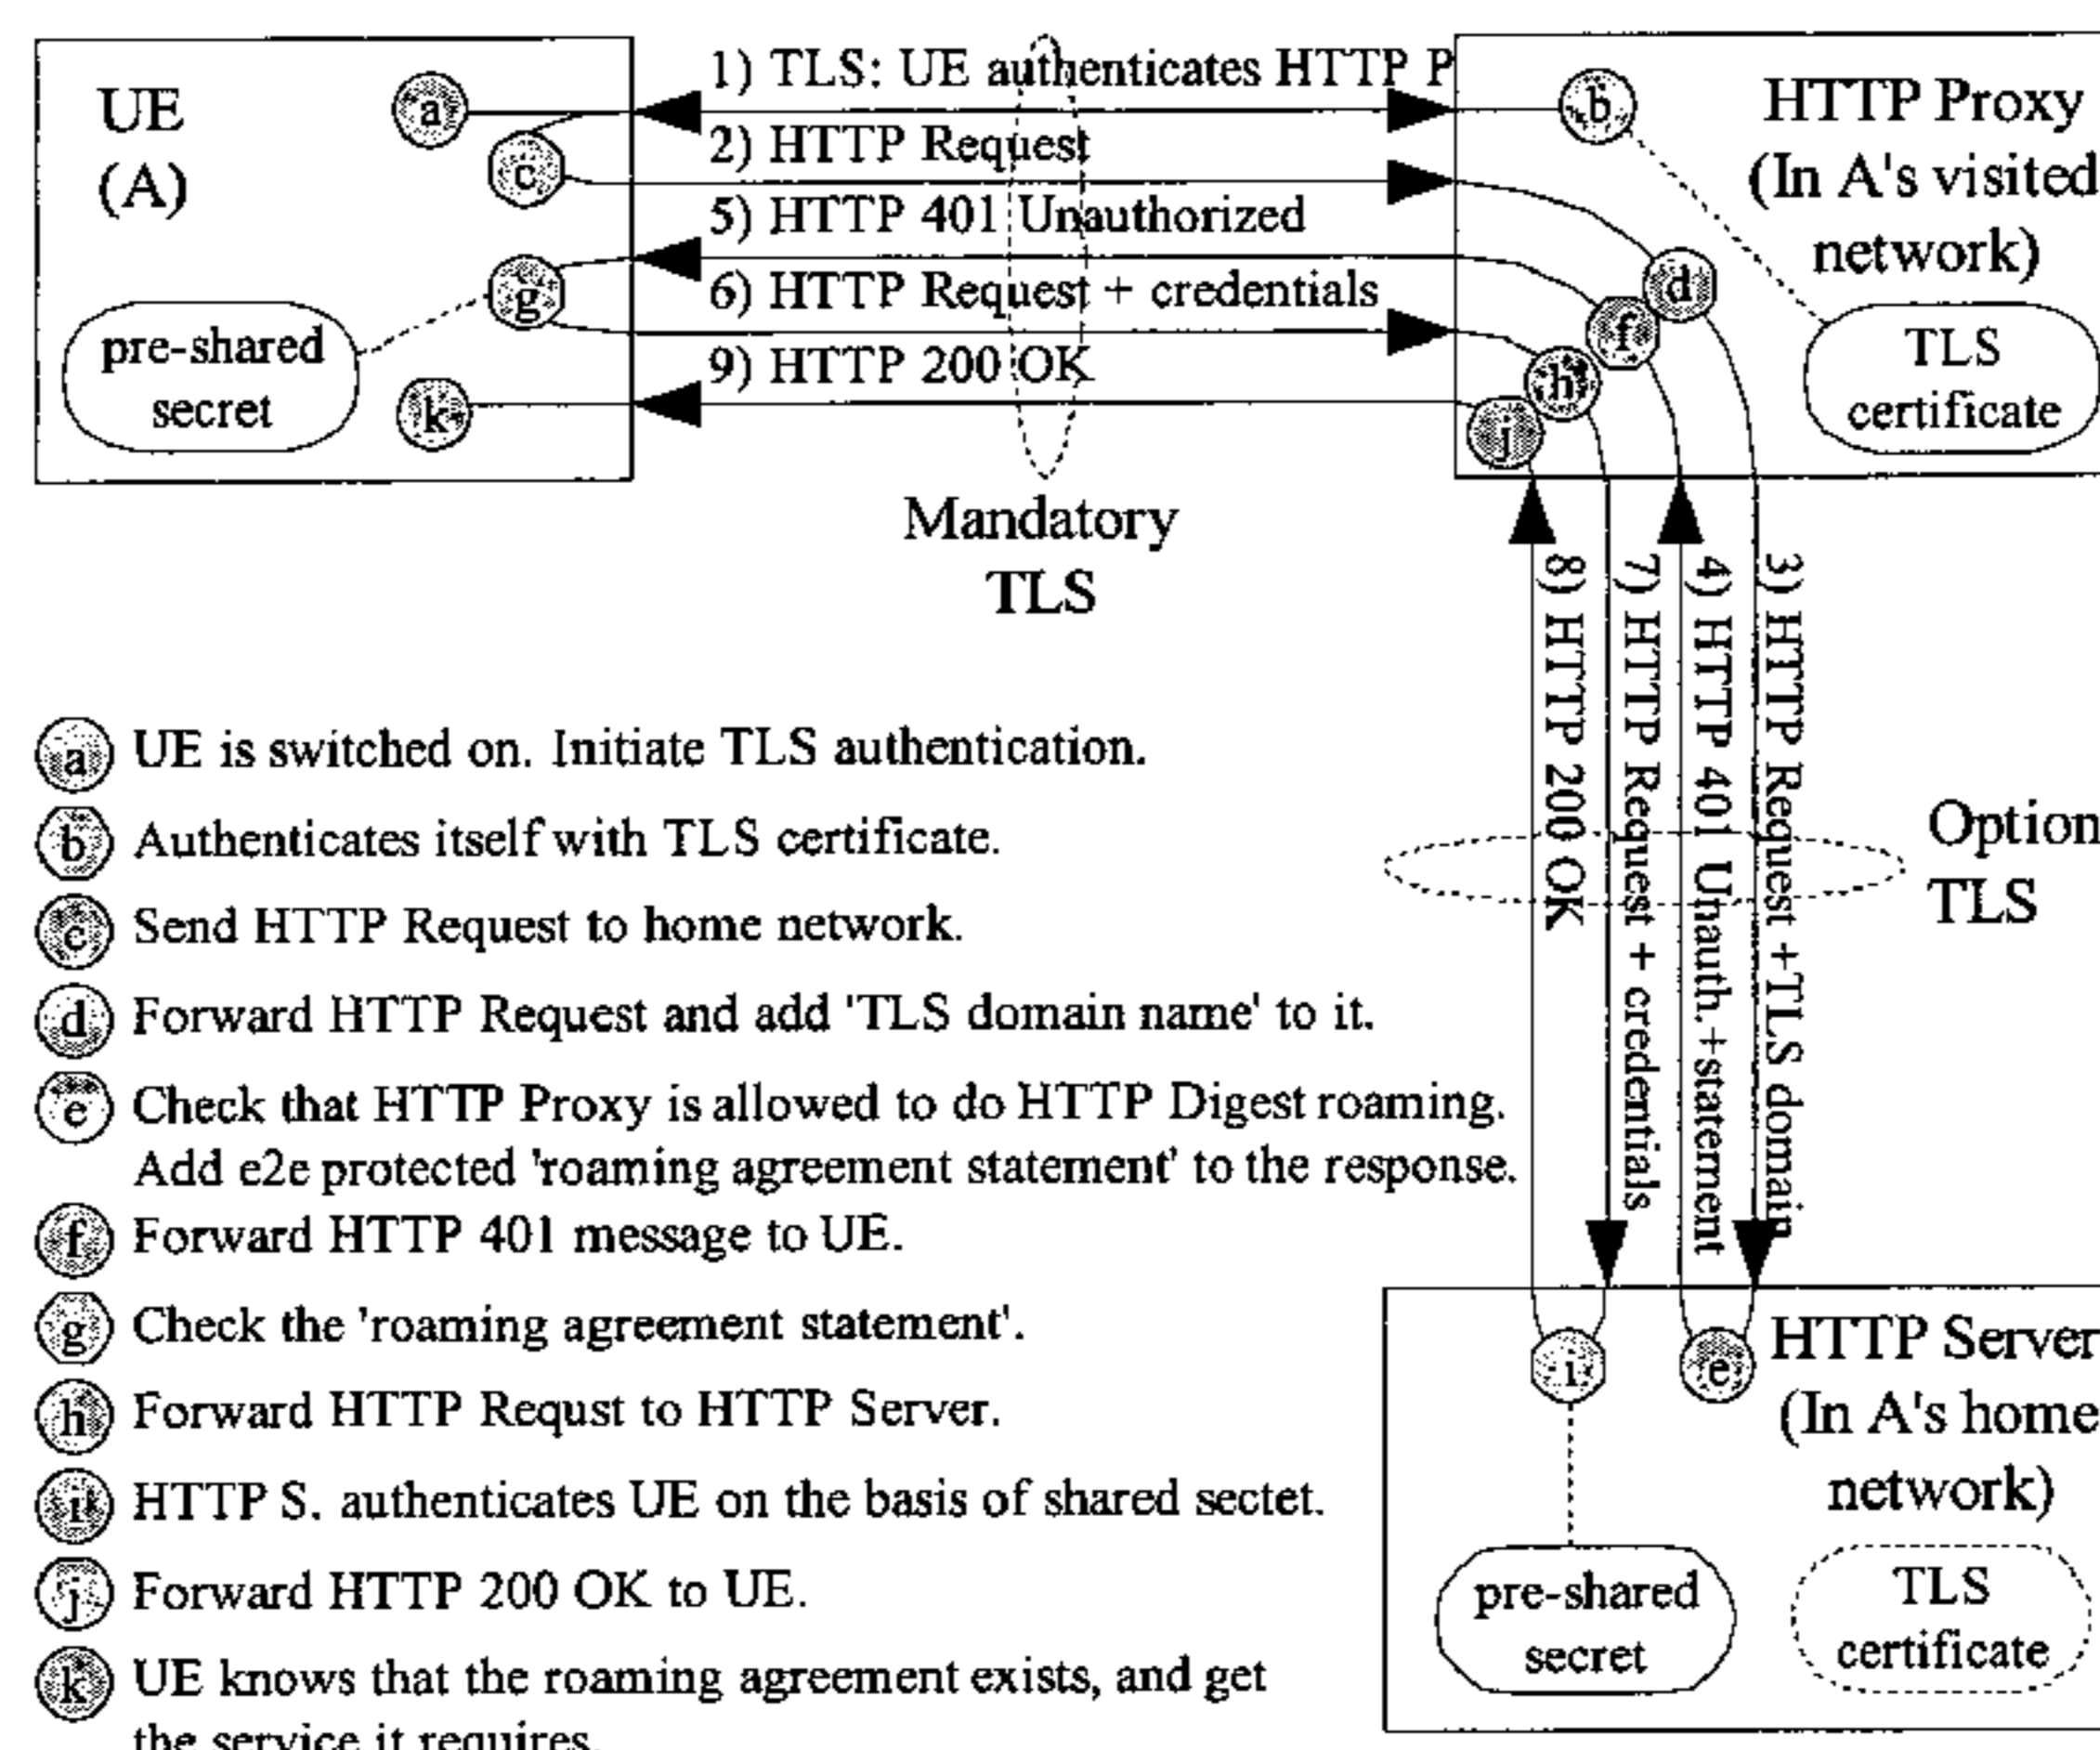 UE
(A)
a
c
g
k
pre-shared
secret
1) TLS: UE authenticates HTTP P
2) HTTP Request
5) HTTP 401 Unauthorized
6) HTTP Request + credentials
9) HTTP 200 OK
Mandatory
TLS
b
d
f
h
j
HTTP Proxy
(In A's visited
network)
TLS
certificate
8) HTTP 200 OK
7) HTTP Request + credentials
4) HTTP 401 Unauth.+statement
3) HTTP Request +TLS domain
Option
TLS
a UE is switched on. Initiate TLS authentication.
b Authenticates itself with TLS certificate.
c Send HTTP Request to home network.
d Forward HTTP Request and add 'TLS domain name' to it.
e Check that HTTP Proxy is allowed to do HTTP Digest roaming.
Add e2e protected 'roaming agreement statement' to the response.
f Forward HTTP 401 message to UE.
g Check the 'roaming agreement statement'.
h Forward HTTP Requst to HTTP Server.
i HTTP S. authenticates UE on the basis of shared sectet.
j Forward HTTP 200 OK to UE.
k UE knows that the roaming agreement exists, and get
the service it requires.
i
e
HTTP Server
(In A's home
network)
pre-shared
secret
TLS
certificate